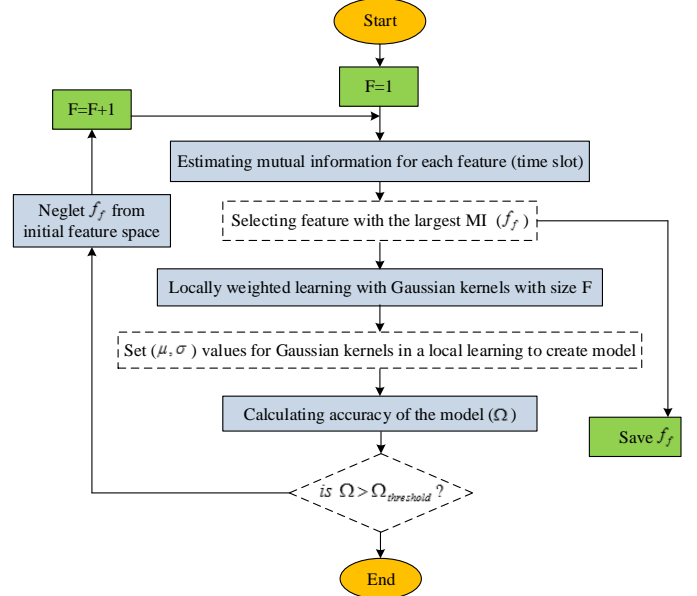 Start
F=1
F=F+1
Estimating mutual information for each feature (time slot)
Neglet f_f from
initial feature space
Selecting feature with the largest MI (f_f)
Locally weighted learning with Gaussian kernels with size F
Set (μ,σ) values for Gaussian kernels in a local learning to create model
Calculating accuracy of the model (Ω)
Save f_f
is Ω>Ω_threshold ?
End